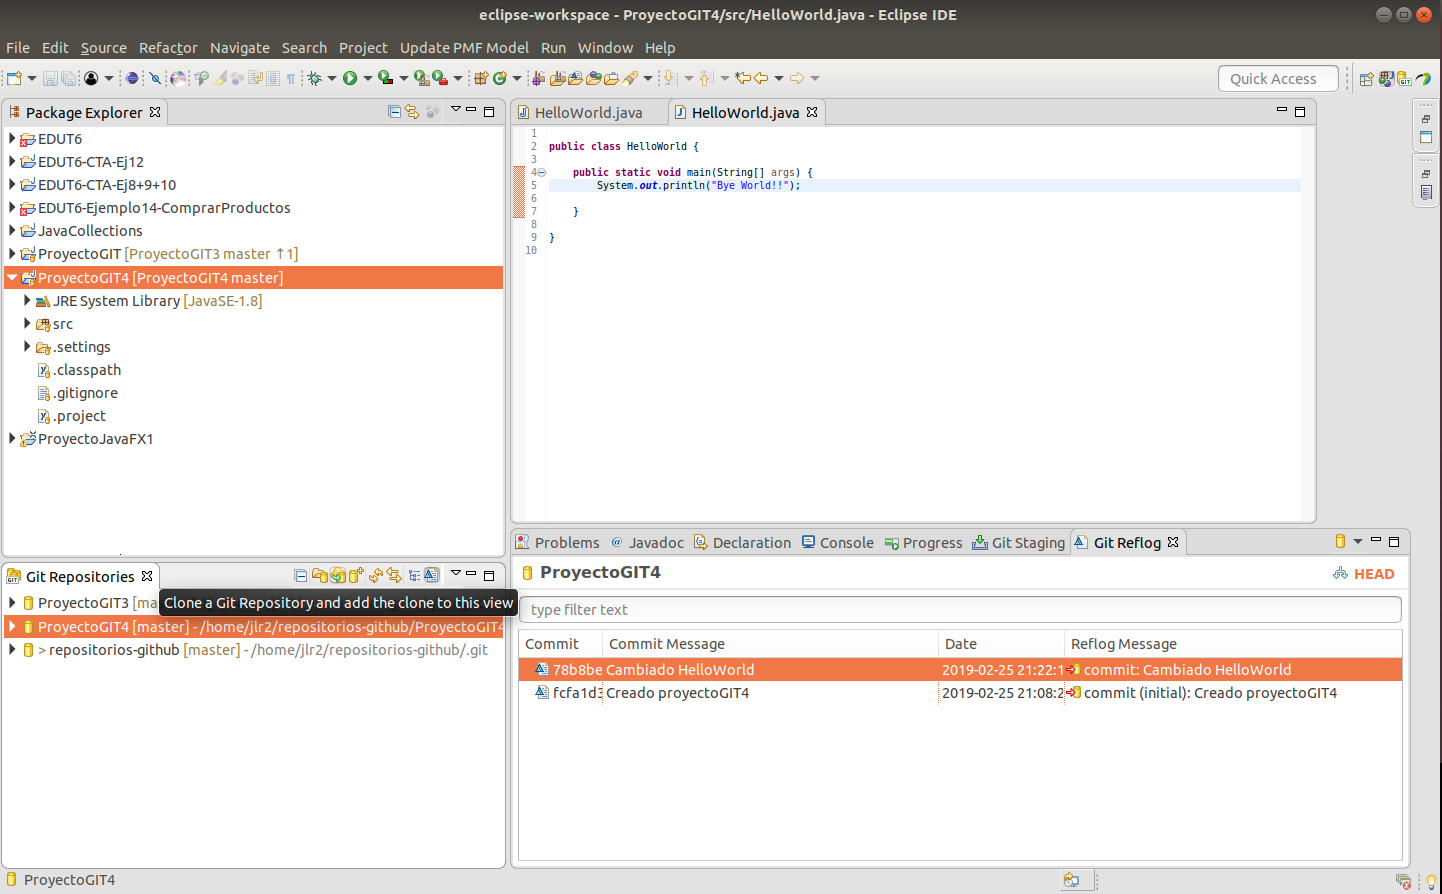 eclipse-workspace - ProyectoGIT4/src/HelloWorld.java - Eclipse IDE
File Edit Source Refactor Navigate Search Project Update PMF Model Run Window Help
Quick Access
Package Explorer
EDUT6
EDUT6-CTA-Ej12
EDUT6-CTA-Ej8+9+10
EDUT6-Ejemplo14-ComprarProductos
JavaCollections
ProyectoGIT [ProyectoGIT3 master ↑1]
ProyectoGIT4 [ProyectoGIT4 master]
JRE System Library [JavaSE-1.8]
src
.settings
.classpath
.gitignore
.project
ProyectoJavaFX1
HelloWorld.java HelloWorld.java
1
2 public class HelloWorld {
3
4 public static void main(String[] args) {
5 System.out.println("Bye World!!");
6
7 }
8
9 }
10
Git Repositories
ProyectoGIT3 [ma
Clone a Git Repository and add the clone to this view
ProyectoGIT4 [master] - /home/jlr2/repositorios-github/ProyectoGIT4
> repositorios-github [master] - /home/jlr2/repositorios-github/.git
Problems @ Javadoc Declaration Console Progress Git Staging Git Reflog
ProyectoGIT4 HEAD
type filter text
Commit Commit Message Date Reflog Message
78b8be Cambiado HelloWorld 2019-02-25 21:22:1 commit: Cambiado HelloWorld
fcfa1d3 Creado proyectoGIT4 2019-02-25 21:08:2 commit (initial): Creado proyectoGIT4
ProyectoGIT4